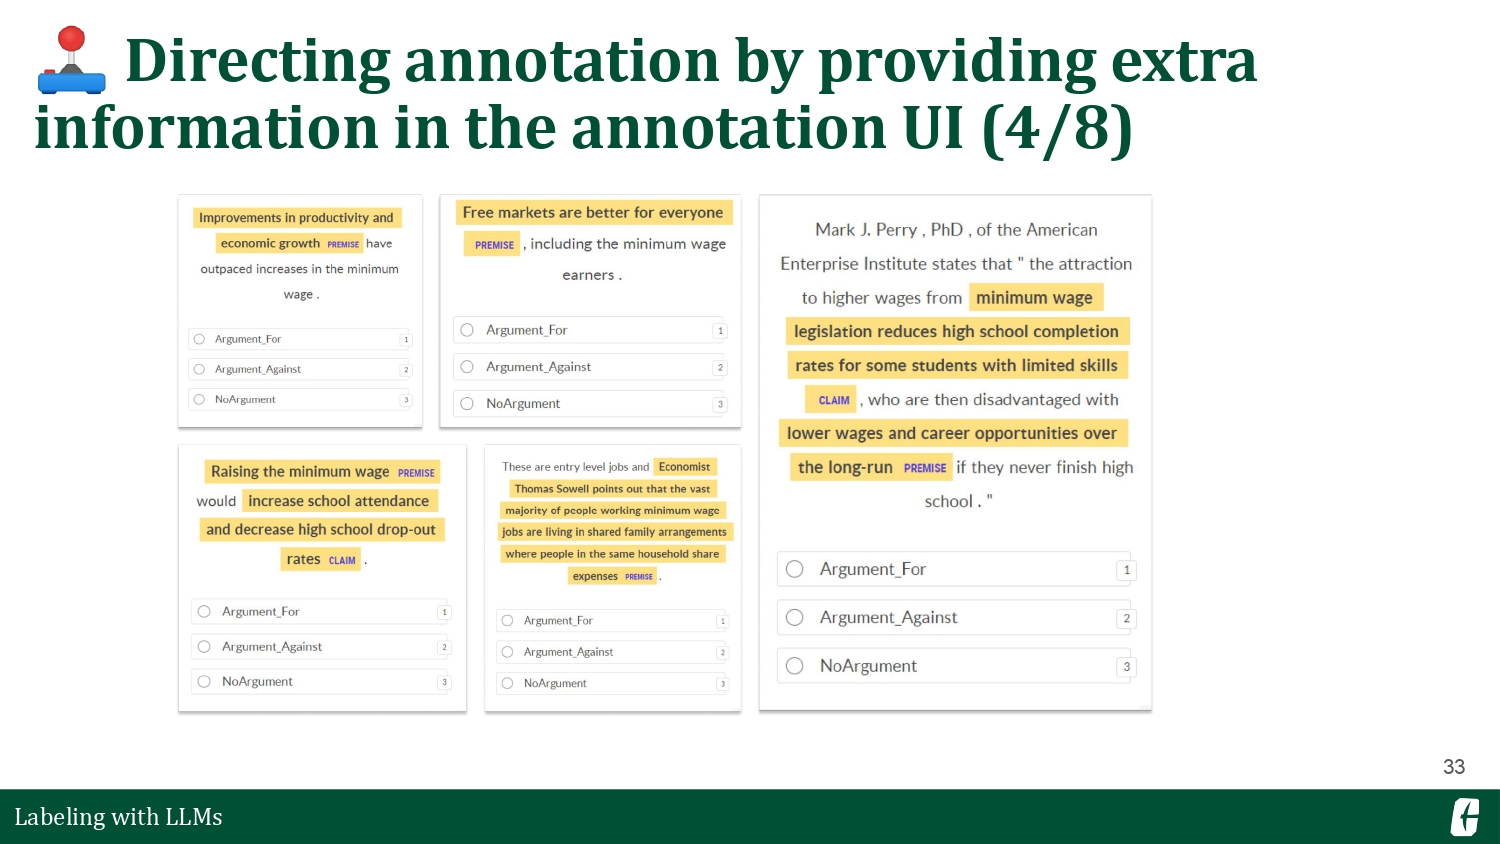 Directing annotation by providing extra
information in the annotation UI (4/8)
Improvements in productivity and
economic growth PREMISE have
outpaced increases in the minimum
wage .
Argument_For 1
Argument_Against 2
NoArgument 3
Free markets are better for everyone
PREMISE , including the minimum wage
earners .
Argument_For 1
Argument_Against 2
NoArgument 3
Mark J. Perry , PhD , of the American
Enterprise Institute states that " the attraction
to higher wages from minimum wage
legislation reduces high school completion
rates for some students with limited skills
CLAIM , who are then disadvantaged with
lower wages and career opportunities over
the long-run PREMISE if they never finish high
school . "
Argument_For 1
Argument_Against 2
NoArgument 3
Raising the minimum wage PREMISE
would increase school attendance
and decrease high school drop-out
rates CLAIM .
Argument_For 1
Argument_Against 2
NoArgument 3
These are entry level jobs and Economist
Thomas Sowell points out that the vast
majority of people working minimum wage
jobs are living in shared family arrangements
where people in the same household share
expenses PREMISE .
Argument_For 1
Argument_Against 2
NoArgument 3
33
Labeling with LLMs